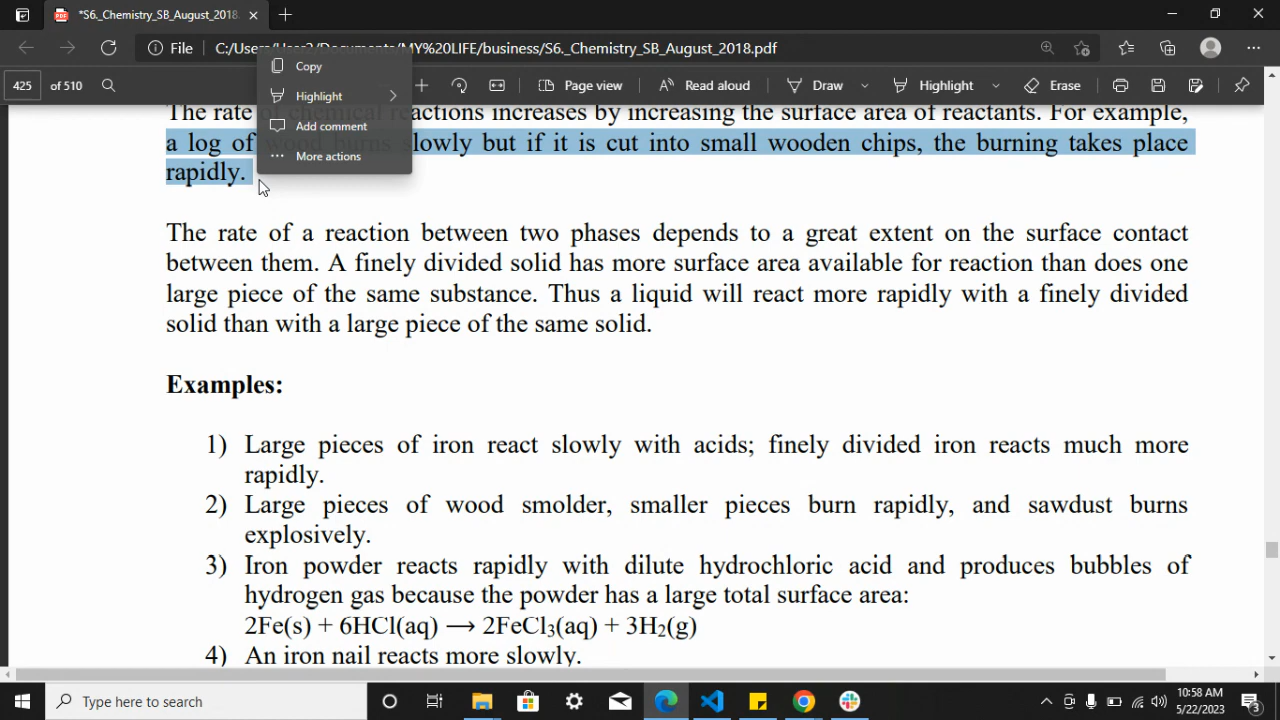 *S6._Chemistry_SB_August_2018.
File
C:/Users/User2/Documents/MY%20LIFE/business/S6._Chemistry_SB_August_2018.pdf
425 of 510
Page view
Read aloud
Draw
Highlight
Erase
Copy
Highlight
Add comment
More actions
The rate of chemical reactions increases by increasing the surface area of reactants. For example,
a log of wood burns slowly but if it is cut into small wooden chips, the burning takes place
rapidly.
The rate of a reaction between two phases depends to a great extent on the surface contact
between them. A finely divided solid has more surface area available for reaction than does one
large piece of the same substance. Thus a liquid will react more rapidly with a finely divided
solid than with a large piece of the same solid.
Examples:
1) Large pieces of iron react slowly with acids; finely divided iron reacts much more
rapidly.
2) Large pieces of wood smolder, smaller pieces burn rapidly, and sawdust burns
explosively.
3) Iron powder reacts rapidly with dilute hydrochloric acid and produces bubbles of
hydrogen gas because the powder has a large total surface area:
2Fe(s) + 6HCl(aq) ⟶ 2FeCl₃(aq) + 3H₂(g)
4) An iron nail reacts more slowly.
Type here to search
10:58 AM
5/22/2023
3